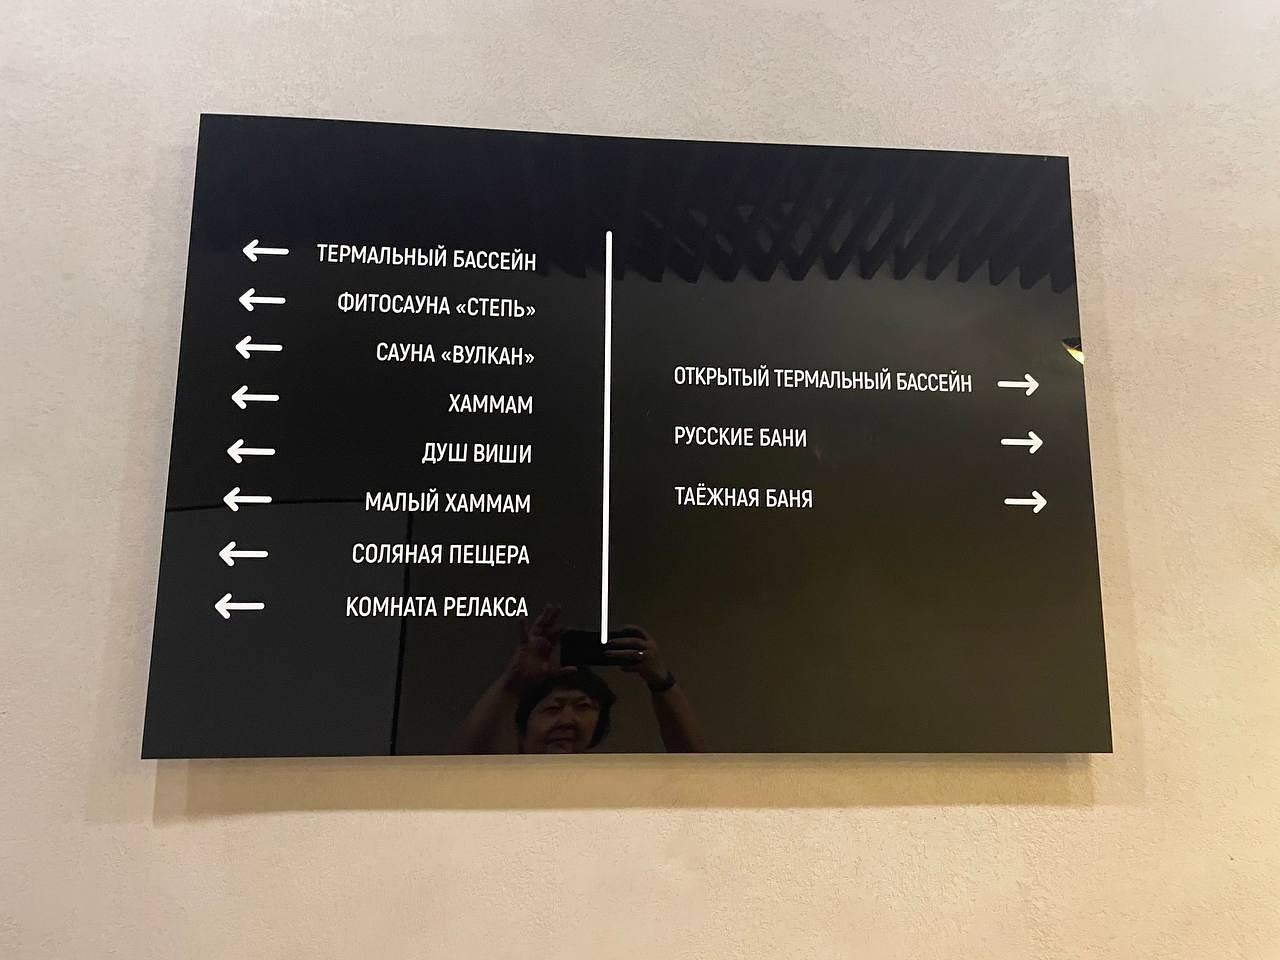 ТЕРМАЛЬНЫЙ БАССЕЙН
ФИТОСАУНА «СТЕПЬ»
САУНА «ВУЛКАН»
ХАММАМ
ДУШ ВИШИ
МАЛЫЙ ХАММАМ
СОЛЯНАЯ ПЕЩЕРА
КОМНАТА РЕЛАКСА
ОТКРЫТЫЙ ТЕРМАЛЬНЫЙ БАССЕЙН
РУССКИЕ БАНИ
ТАЁЖНАЯ БАНЯ